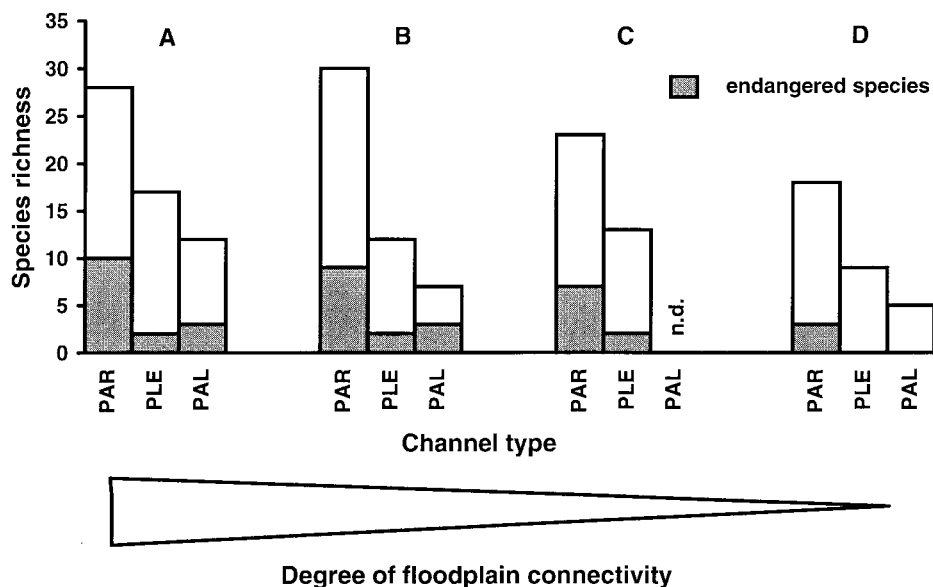 35
30
25
20
15
10
5
0
Species richness
A B C D
endangered species
n.d.
PAR PLE PAL PAR PLE PAL PAR PLE PAL PAR PLE PAL
Channel type
Degree of floodplain connectivity